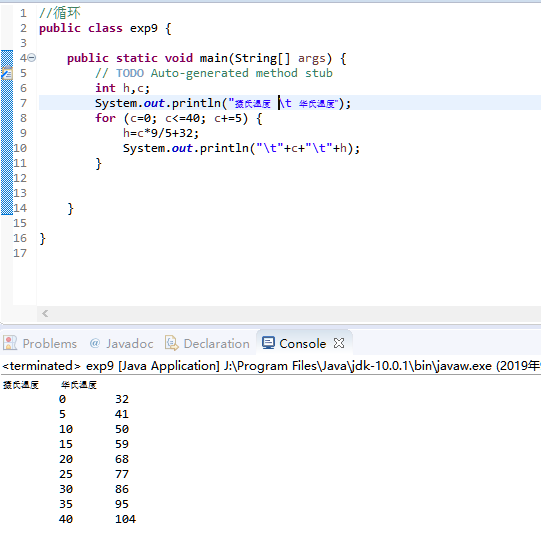 1 //循环
2 public class exp9 {
3
4 public static void main(String[] args) {
5 // TODO Auto-generated method stub
6 int h,c;
7 System.out.println("摄氏温度 \t 华氏温度");
8 for (c=0; c<=40; c+=5) {
9 h=c*9/5+32;
10 System.out.println("\t"+c+"\t"+h);
11 }
12
13
14 }
15
16 }
17
Problems @ Javadoc Declaration Console
<terminated> exp9 [Java Application] J:\Program Files\Java\jdk-10.0.1\bin\javaw.exe (2019年
摄氏温度 华氏温度
0 32
5 41
10 50
15 59
20 68
25 77
30 86
35 95
40 104